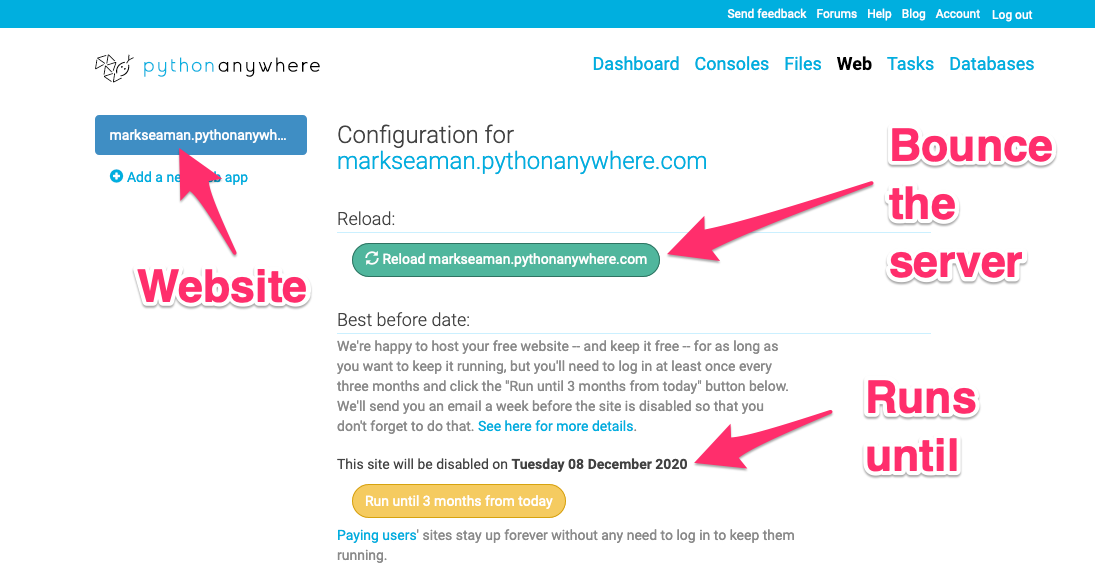 Send feedback Forums Help Blog Account Log out
pythonanywhere
Dashboard Consoles Files Web Tasks Databases
markseaman.pythonanywh...
Add a new web app
Website
Configuration for
markseaman.pythonanywhere.com
Reload:
Reload markseaman.pythonanywhere.com
Bounce
the
server
Best before date:
We're happy to host your free website -- and keep it free -- for as long as
you want to keep it running, but you'll need to log in at least once every
three months and click the "Run until 3 months from today" button below.
We'll send you an email a week before the site is disabled so that you
don't forget to do that. See here for more details.
This site will be disabled on Tuesday 08 December 2020
Runs
until
Run until 3 months from today
Paying users' sites stay up forever without any need to log in to keep them
running.